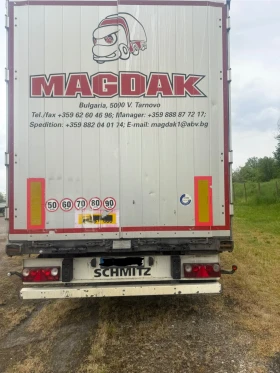 MAGDAK
Bulgaria, 5000 V. Tarnovo
Tel./fax +359 62 60 46 96; Manager: +359 888 87 72 17;
Spedition: +359 882 04 01 14; E-mail: magdak1@abv.bg
50 60 70 80 90
SCHMITZ